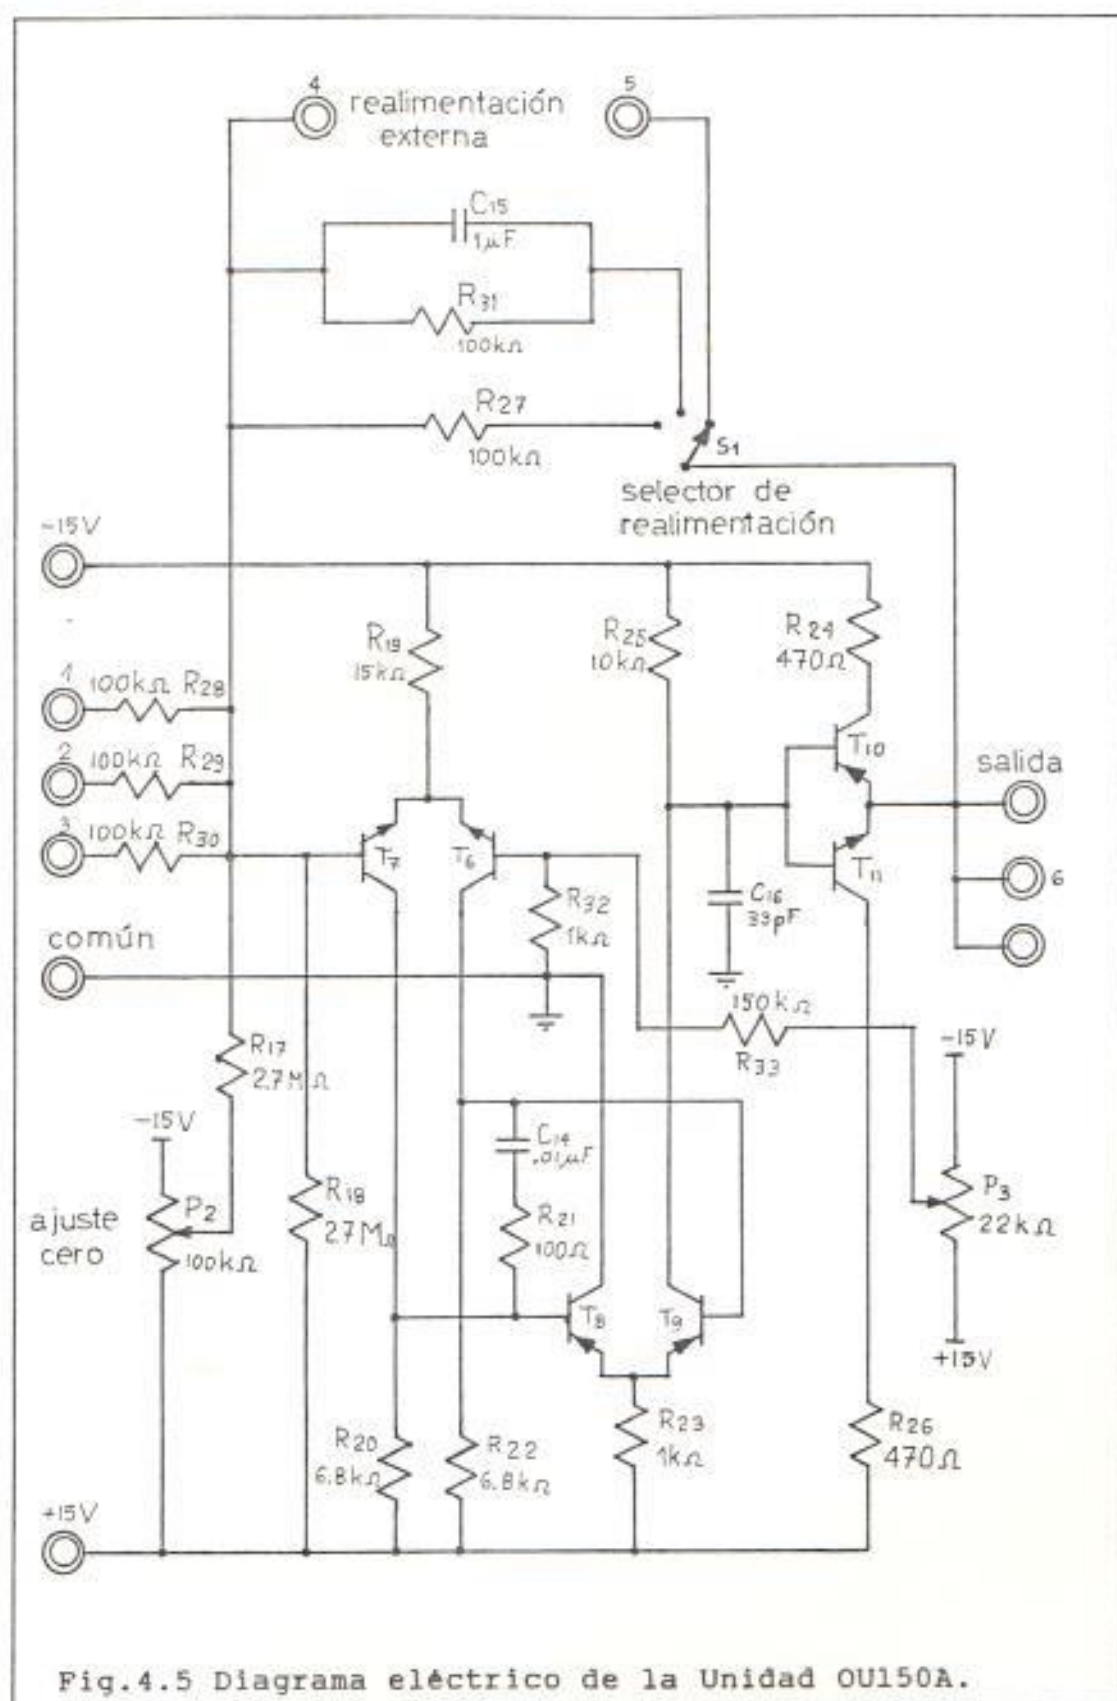 4
realimentación
externa
5
C15
1µF
R31
100kΩ
R27
100kΩ
S1
selector de
realimentación
-15V
R19
15kΩ
R25
10kΩ
R24
470Ω
1
100kΩ R28
2
100kΩ R29
3
100kΩ R30
T7
T6
T10
T11
salida
6
R32
1kΩ
C16
33pF
común
R17
2.7MΩ
150kΩ
R33
-15V
-15V
P2
100kΩ
ajuste
cero
R18
27MΩ
C14
.01µF
R21
100Ω
P3
22kΩ
+15V
T8
T9
R20
6.8kΩ
R22
6.8kΩ
R23
1kΩ
R26
470Ω
+15V
Fig.4.5 Diagrama eléctrico de la Unidad OU150A.